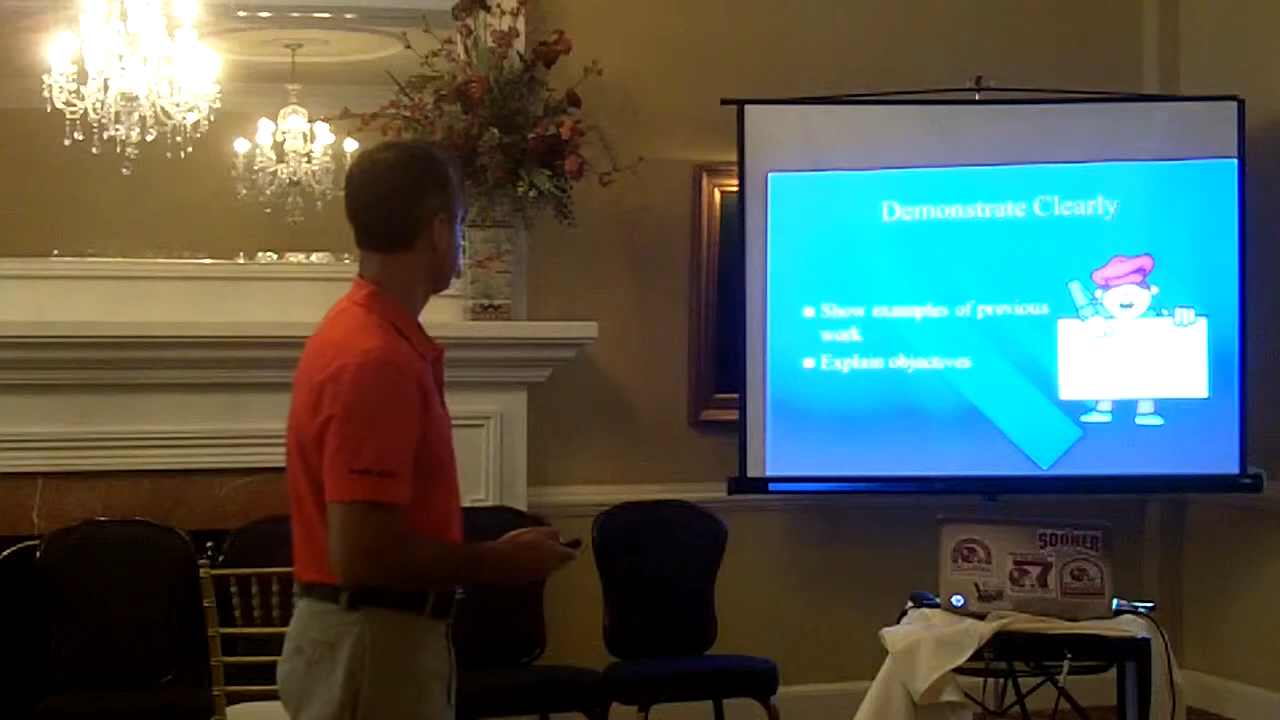 Demonstrate Clearly
Show examples of previous
work
Explain objectives
SOONER